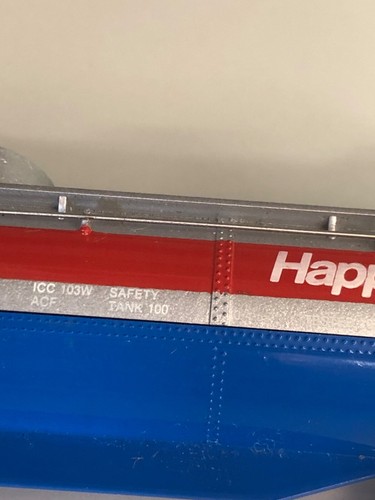 Happ
ICC 103W SAFETY
ACF TANK 100